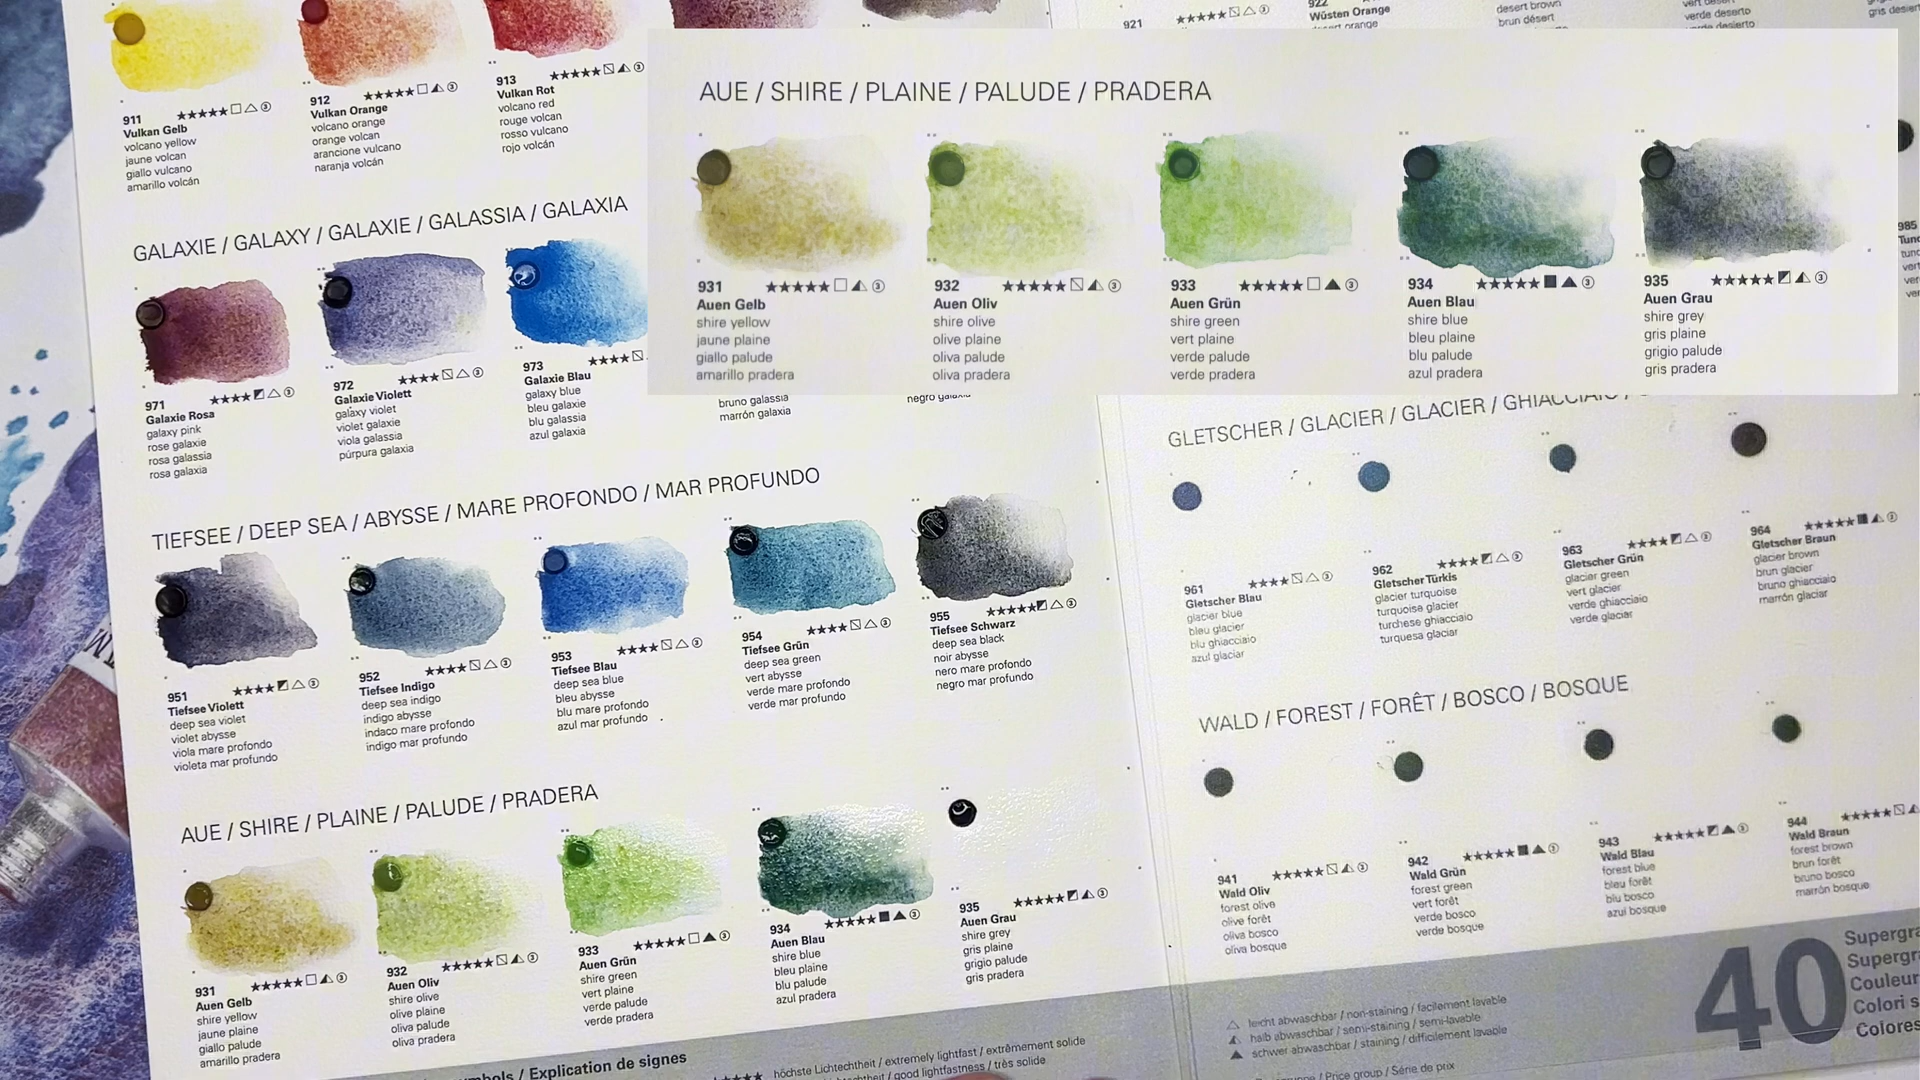 911 ★★★★★ □ △ ③
Vulkan Gelb
volcano yellow
jaune volcan
giallo vulcano
amarillo volcán
912 ★★★★★
Vulkan Orange
volcano orange
orange volcan
arancione vulcano
naranja volcán
913 ★★★★★
Vulkan Rot
volcano red
rouge volcan
rosso vulcano
rojo volcán
921 ★★★★★
922
Wüsten Orange
desert orange
desert brown
brun désert
verde deserto
verde desierto
gris
GALAXIE / GALAXY / GALAXIE / GALASSIA / GALAXIA
971 ★★★★
Galaxie Rosa
galaxy pink
rose galaxie
rosa galassia
rosa galaxia
972 ★★★★
Galaxie Violett
galaxy violet
violet galaxie
viola galassia
púrpura galaxia
973 ★★★★
Galaxie Blau
galaxy blue
bleu galaxie
blu galassia
azul galaxia
bruno galassia
marrón galaxia
negro galaxia
AUE / SHIRE / PLAINE / PALUDE / PRADERA
931 ★★★★★
Auen Gelb
shire yellow
jaune plaine
giallo palude
amarillo pradera
932 ★★★★★
Auen Oliv
shire olive
olive plaine
oliva palude
oliva pradera
933 ★★★★★
Auen Grün
shire green
vert plaine
verde palude
verde pradera
934 ★★★★★
Auen Blau
shire blue
bleu plaine
blu palude
azul pradera
935 ★★★★★
Auen Grau
shire grey
gris plaine
grigio palude
gris pradera
985
TIEFSEE / DEEP SEA / ABYSSE / MARE PROFONDO / MAR PROFUNDO
951 ★★★★
Tiefsee Violett
deep sea violet
violet abysse
viola mare profondo
violeta mar profundo
952 ★★★★
Tiefsee Indigo
deep sea indigo
indigo abysse
indaco mare profondo
indigo mar profundo
953 ★★★★
Tiefsee Blau
deep sea blue
bleu abysse
blu mare profondo
azul mar profundo
954 ★★★★
Tiefsee Grün
deep sea green
vert abysse
verde mare profondo
verde mar profundo
955 ★★★★★
Tiefsee Schwarz
deep sea black
noir abysse
nero mare profondo
negro mar profundo
AUE / SHIRE / PLAINE / PALUDE / PRADERA
931 ★★★★★
Auen Gelb
shire yellow
jaune plaine
giallo palude
amarillo pradera
932 ★★★★★
Auen Oliv
shire olive
olive plaine
oliva palude
oliva pradera
933 ★★★★★
Auen Grün
shire green
vert plaine
verde palude
verde pradera
934 ★★★★★
Auen Blau
shire blue
bleu plaine
blu palude
azul pradera
935 ★★★★★
Auen Grau
shire grey
gris plaine
grigio palude
gris pradera
GLETSCHER / GLACIER / GLACIER / GHIACCIAIO /
961 ★★★★
Gletscher Blau
glacier blue
bleu glacier
blu ghiacciaio
azul glaciar
962 ★★★★
Gletscher Türkis
glacier turquoise
turquoise glacier
turchese ghiacciaio
turquesa glaciar
963 ★★★★
Gletscher Grün
glacier green
vert glacier
verde ghiacciaio
verde glaciar
964 ★★★★★
Gletscher Braun
glacier brown
brun glacier
bruno ghiacciaio
marrón glaciar
WALD / FOREST / FORÊT / BOSCO / BOSQUE
941 ★★★★★
Wald Oliv
forest olive
olive forêt
oliva bosco
oliva bosque
942 ★★★★★
Wald Grün
forest green
vert forêt
verde bosco
verde bosque
943 ★★★★★
Wald Blau
forest blue
bleu forêt
blu bosco
azul bosque
944 ★★★★★
Wald Braun
forest brown
brun forêt
bruno bosco
marrón bosque
/ Explication de signes
höchste Lichtechtheit / extremely lightfast / extrêmement solide
/ good lightfastness / très solide
△ leicht abwaschbar / non-staining / facilement lavable
halb abwaschbar / semi-staining / semi-lavable
▲ schwer abwaschbar / staining / difficilement lavable
/ Price group / Série de prix
40
Supergra
Supergra
Couleur
Colori s
Colores